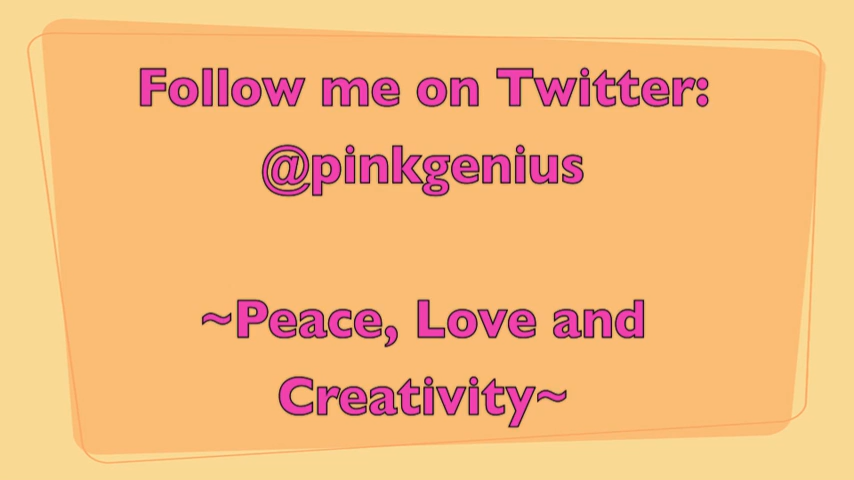 Follow me on Twitter:
@pinkgenius
~Peace, Love and
Creativity~